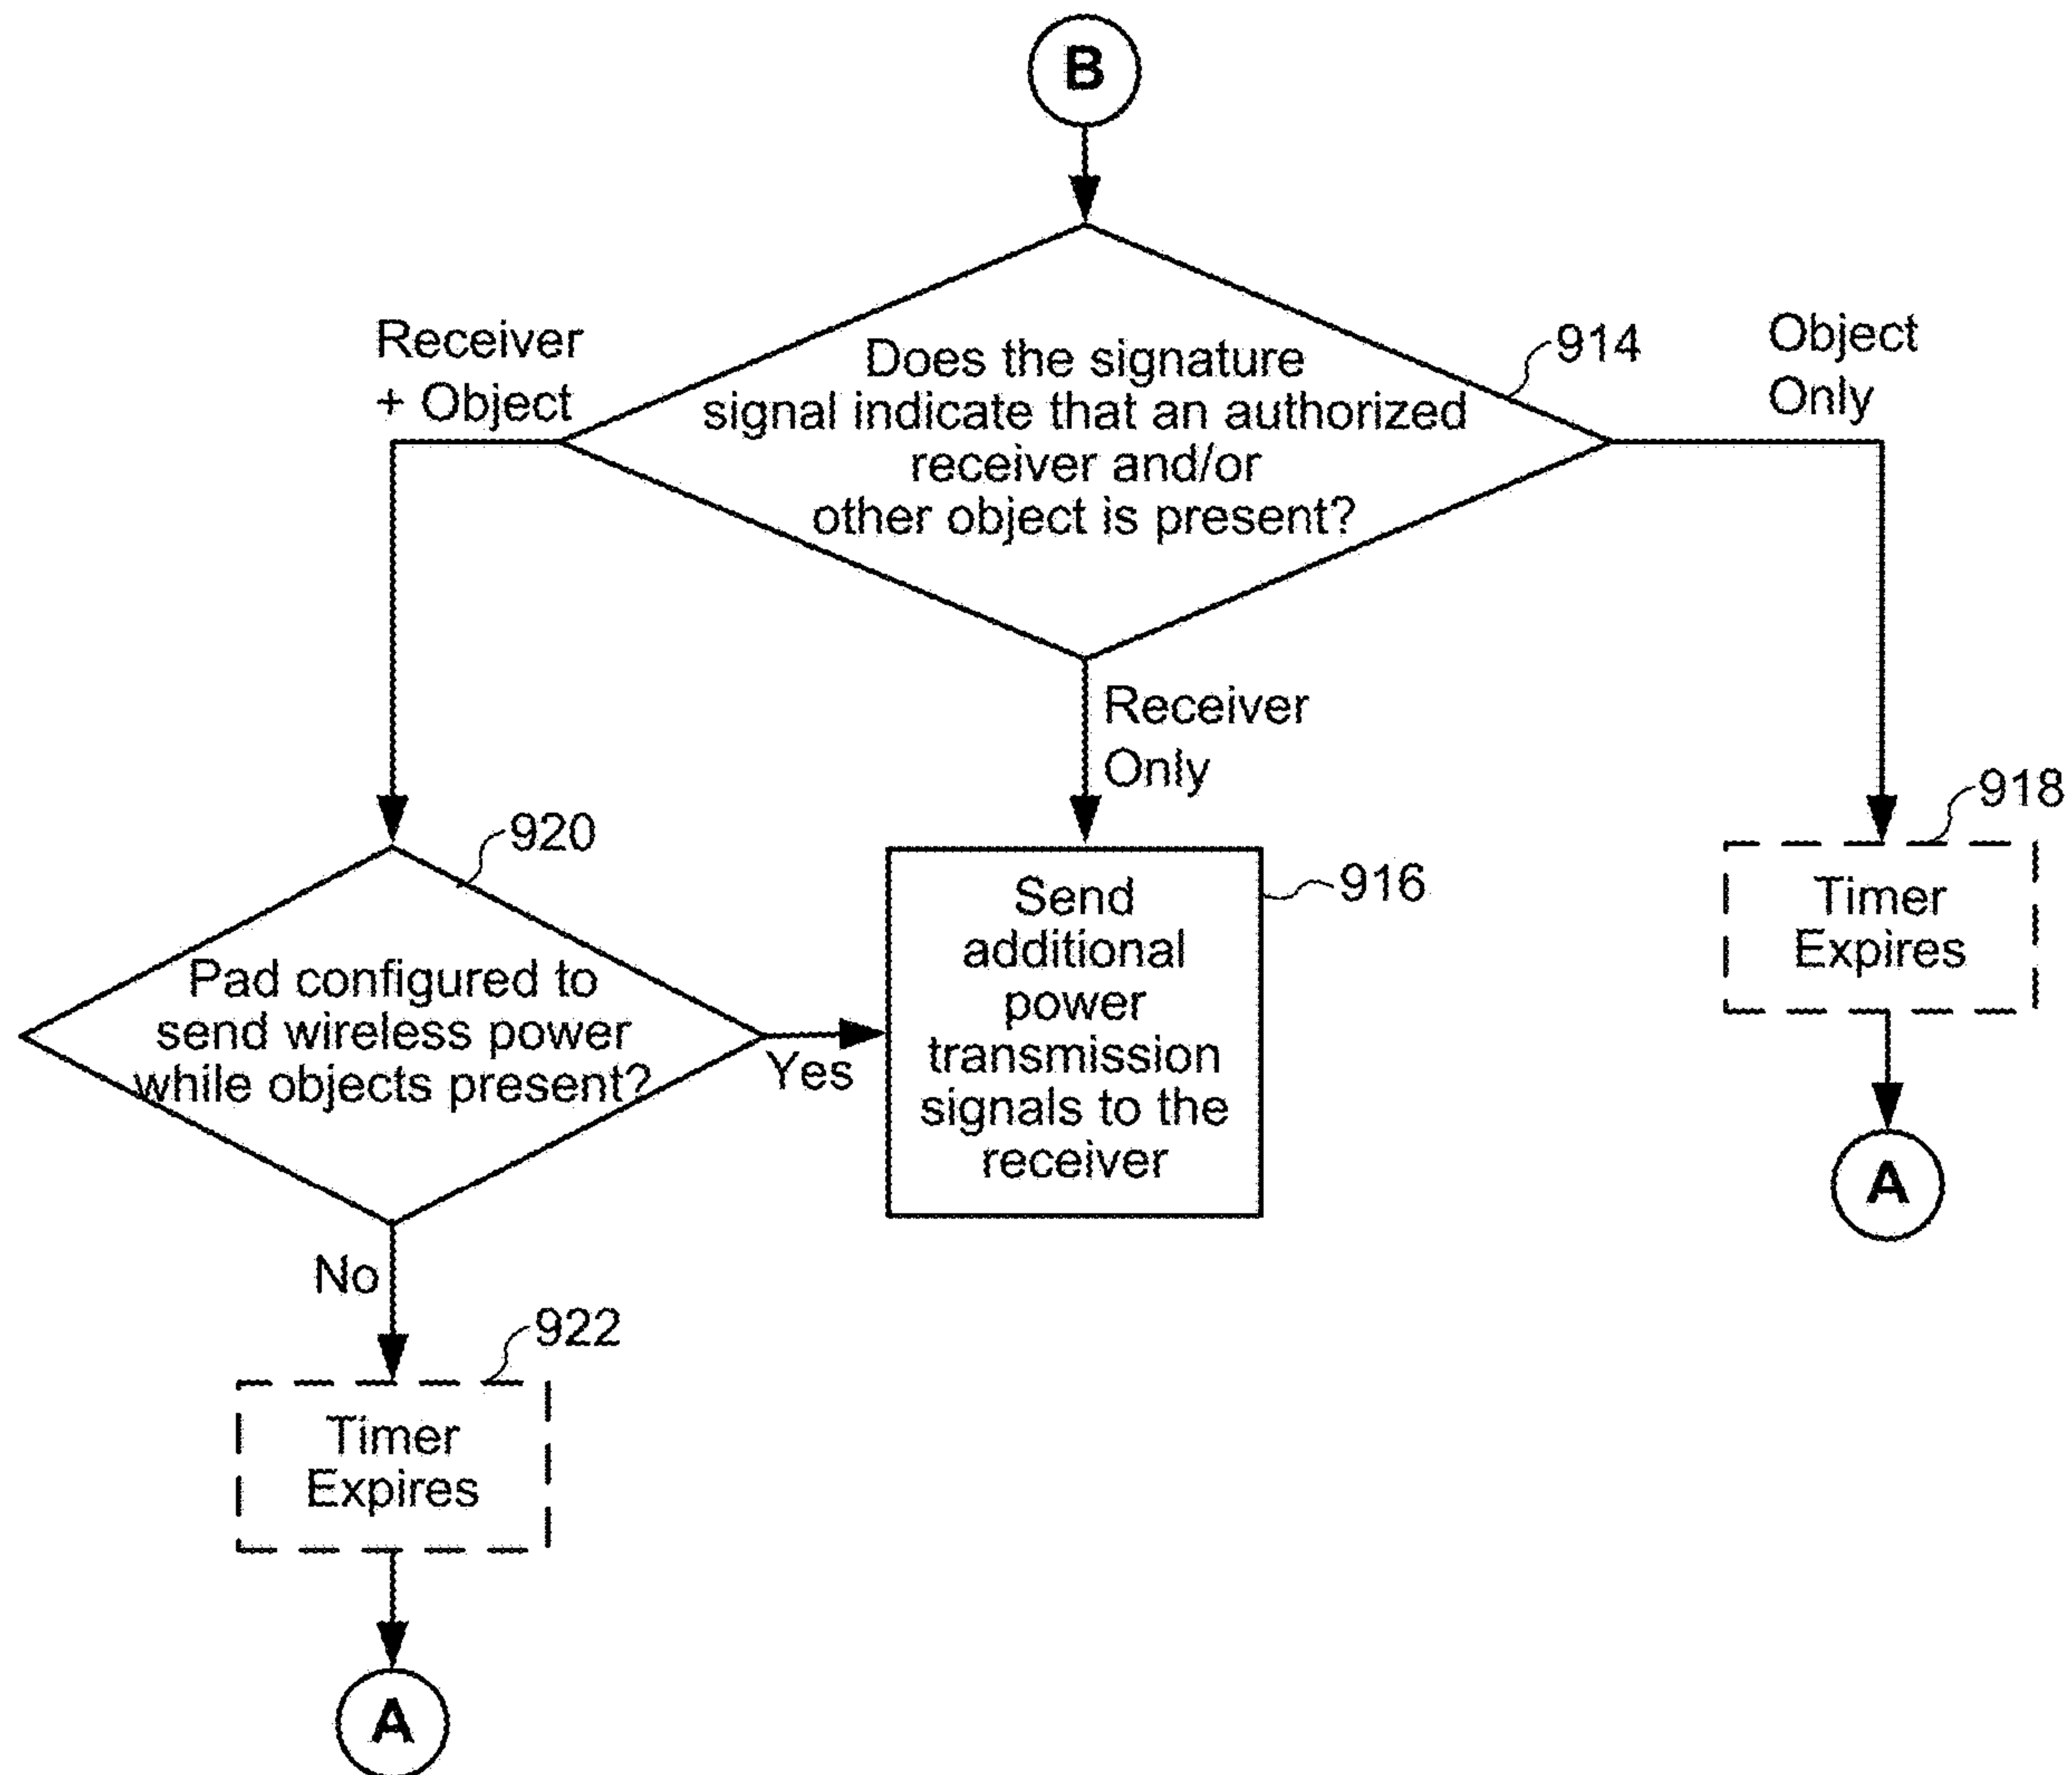 B
Does the signature
signal indicate that an authorized
receiver and/or
other object is present?
914
Receiver
+ Object
Object
Only
Receiver
Only
920
Pad configured to
send wireless power
while objects present?
Yes
No
916
Send
additional
power
transmission
signals to the
receiver
918
Timer
Expires
A
922
Timer
Expires
A